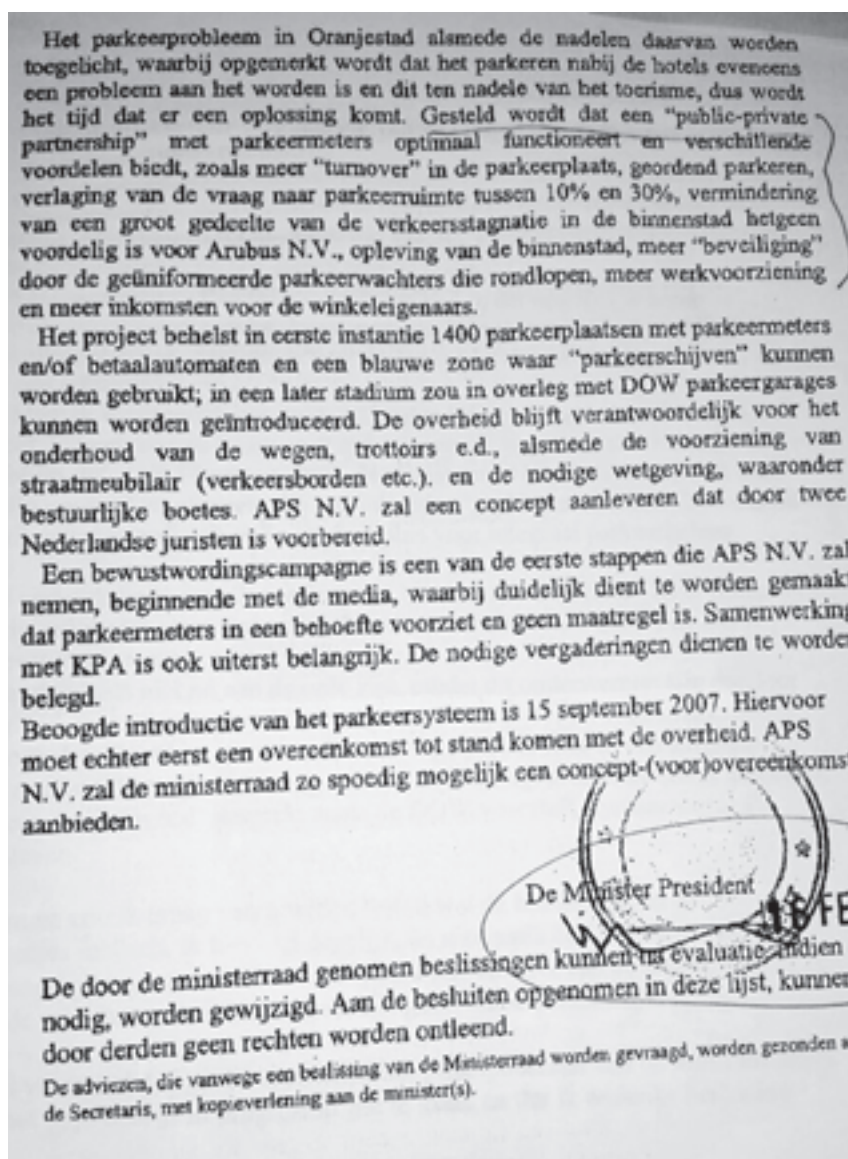 Het parkeerprobleem in Oranjestad alsmede de nadelen daarvan worden
toegelicht, waarbij opgemerkt wordt dat het parkeren nabij de hotels eveneens
een probleem aan het worden is en dit ten nadele van het toerisme, dus wordt
het tijd dat er een oplossing komt. Gesteld wordt dat een “public-private
partnership” met parkeermeters optimaal functioneert en verschillende
voordelen biedt, zoals meer “turnover” in de parkeerplaats, geordend parkeren,
verlaging van de vraag naar parkeerruimte tussen 10% en 30%, vermindering
van een groot gedeelte van de verkeersstagnatie in de binnenstad hetgeen
voordelig is voor Arubus N.V., opleving van de binnenstad, meer “beveiliging”
door de geüniformeerde parkeerwachters die rondlopen, meer werkvoorziening
en meer inkomsten voor de winkeleigenaars.
Het project behelst in eerste instantie 1400 parkeerplaatsen met parkeermeters
en/of betaalautomaten en een blauwe zone waar “parkeerschijven” kunnen
worden gebruikt; in een later stadium zou in overleg met DOW parkeergarages
kunnen worden geïntroduceerd. De overheid blijft verantwoordelijk voor het
onderhoud van de wegen, trottoirs e.d., alsmede de voorziening van
straatmeubilair (verkeersborden etc.). en de nodige wetgeving, waaronder
bestuurlijke boetes. APS N.V. zal een concept aanleveren dat door twee
Nederlandse juristen is voorbereid.
Een bewustwordingscampagne is een van de eerste stappen die APS N.V. zal
nemen, beginnende met de media, waarbij duidelijk dient te worden gemaakt
dat parkeermeters in een behoefte voorziet en geen maatregel is. Samenwerking
met KPA is ook uiterst belangrijk. De nodige vergaderingen dienen te worden
belegd.
Beoogde introductie van het parkeersysteem is 15 september 2007. Hiervoor
moet echter eerst een overeenkomst tot stand komen met de overheid. APS
N.V. zal de ministerraad zo spoedig mogelijk een concept-(voor)overeenkomst
aanbieden.
De Minister President
FE
De door de ministerraad genomen beslissingen kunnen na evaluatie, indien
nodig, worden gewijzigd. Aan de besluiten opgenomen in deze lijst, kunnen
door derden geen rechten worden ontleend.
De adviezen, die vanwege een beslissing van de Ministerraad worden gevraagd, worden gezonden a
de Secretaris, met kopieverlening aan de minister(s).